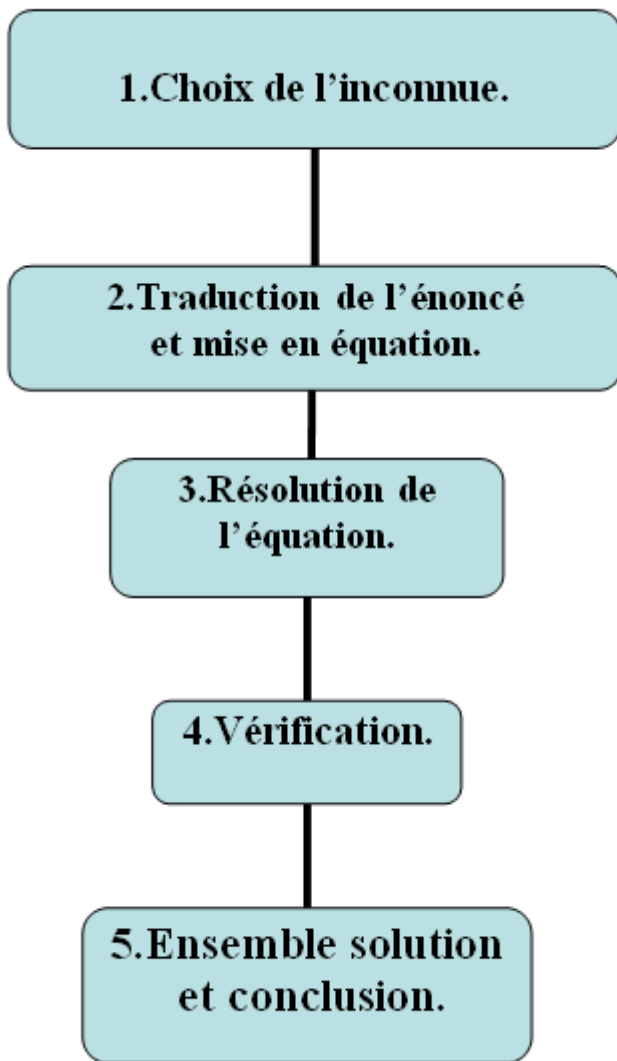 1.Choix de l’inconnue.
2.Traduction de l’énoncé
et mise en équation.
3.Résolution de
l’équation.
4.Vérification.
5.Ensemble solution
et conclusion.